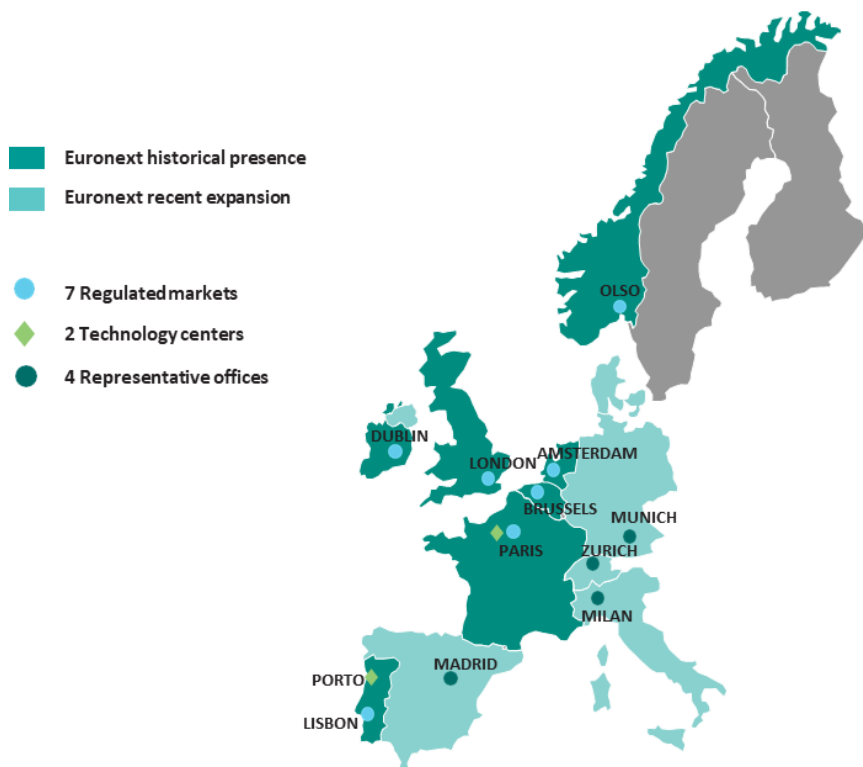 Euronext historical presence
Euronext recent expansion
7 Regulated markets
2 Technology centers
4 Representative offices
OLSO
DUBLIN
LONDON
AMSTERDAM
BRUSSELS
MUNICH
PARIS
ZURICH
MILAN
MADRID
PORTO
LISBON